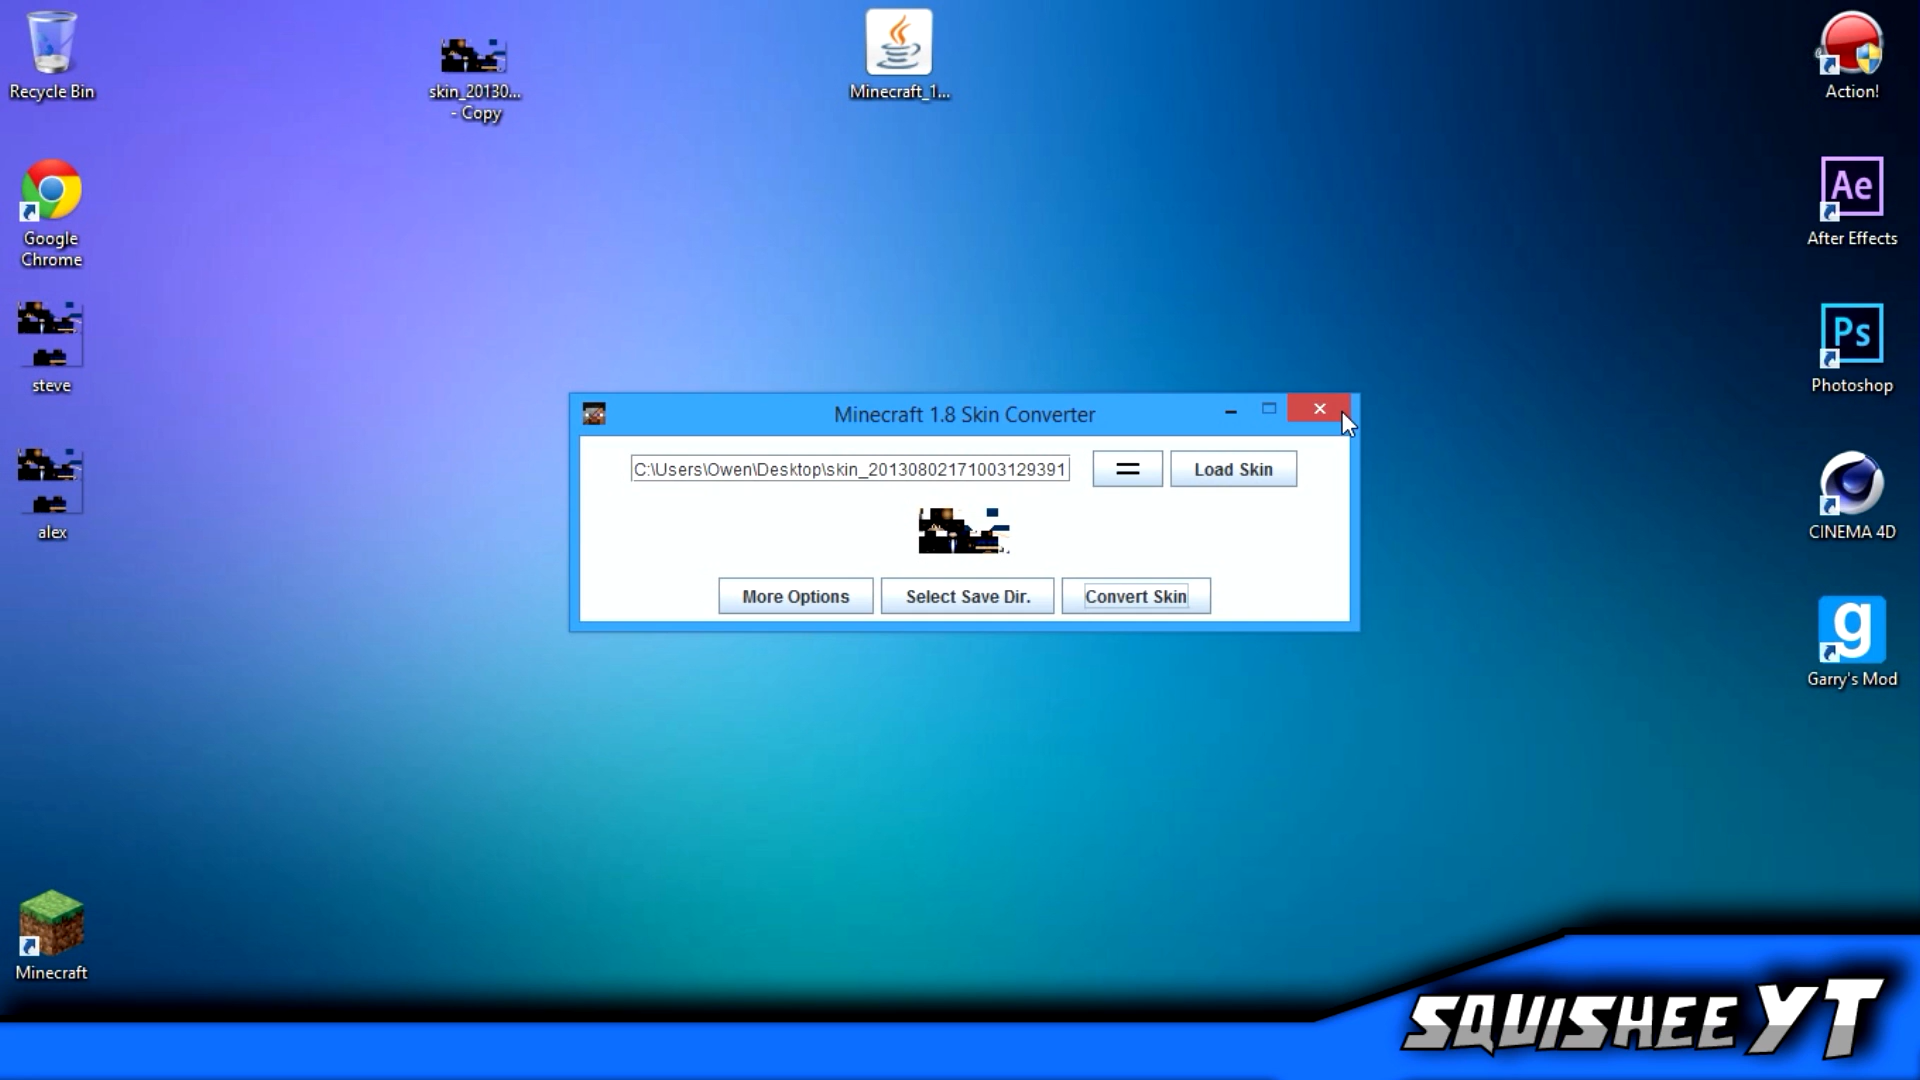 Recycle Bin
skin_20130...
- Copy
Minecraft_1...
Action!
Google
Chrome
Ae
After Effects
steve
Ps
Photoshop
Minecraft 1.8 Skin Converter
C:\Users\Owen\Desktop\skin_20130802171003129391
=
Load Skin
alex
CINEMA 4D
More Options
Select Save Dir.
Convert Skin
g
Garry's Mod
Minecraft
SQUISHEE YT